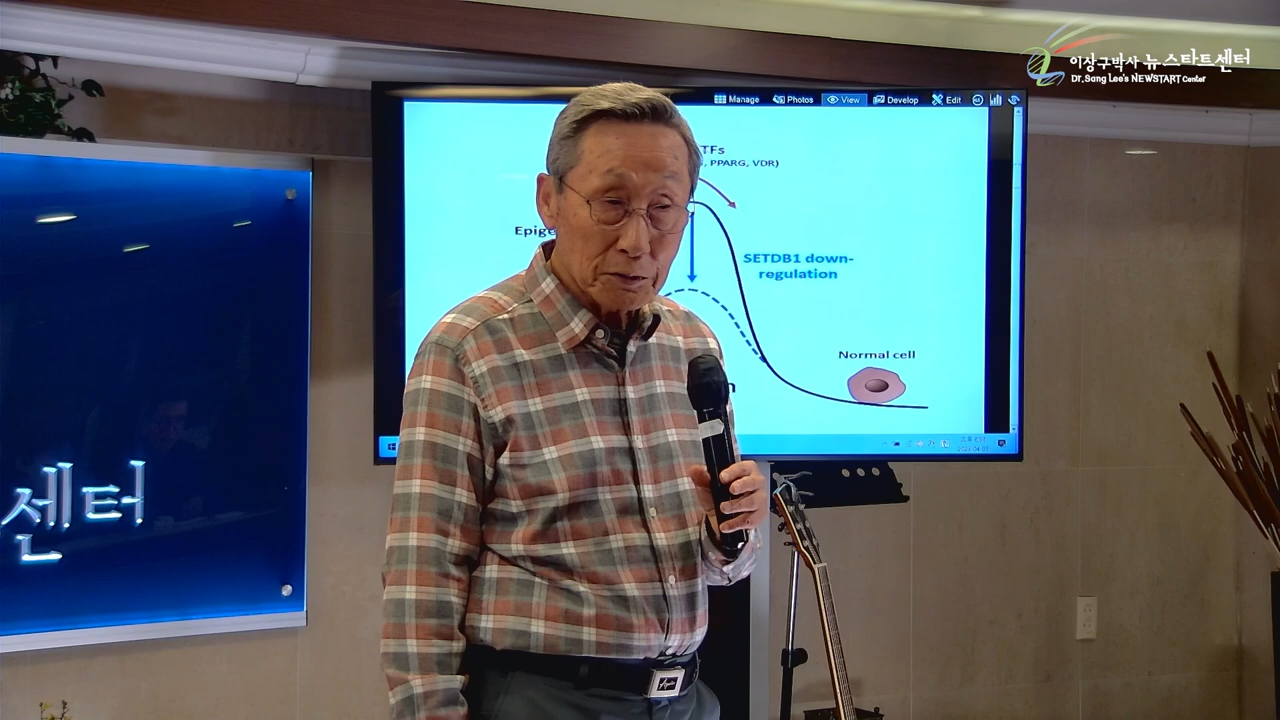 이상구박사 뉴스타트센터
Dr. Sang Lee's NEWSTART Center
Manage Photos View Develop Edit
TFs
PPARG, VDR)
SETDB1 down-
regulation
Normal cell
센터